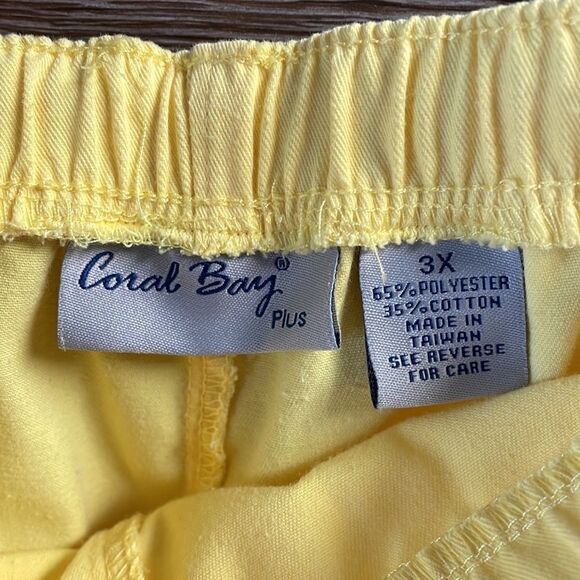 Coral Bay®
Plus
3X
65%POLYESTER
35%COTTON
MADE IN
TAIWAN
SEE REVERSE
FOR CARE